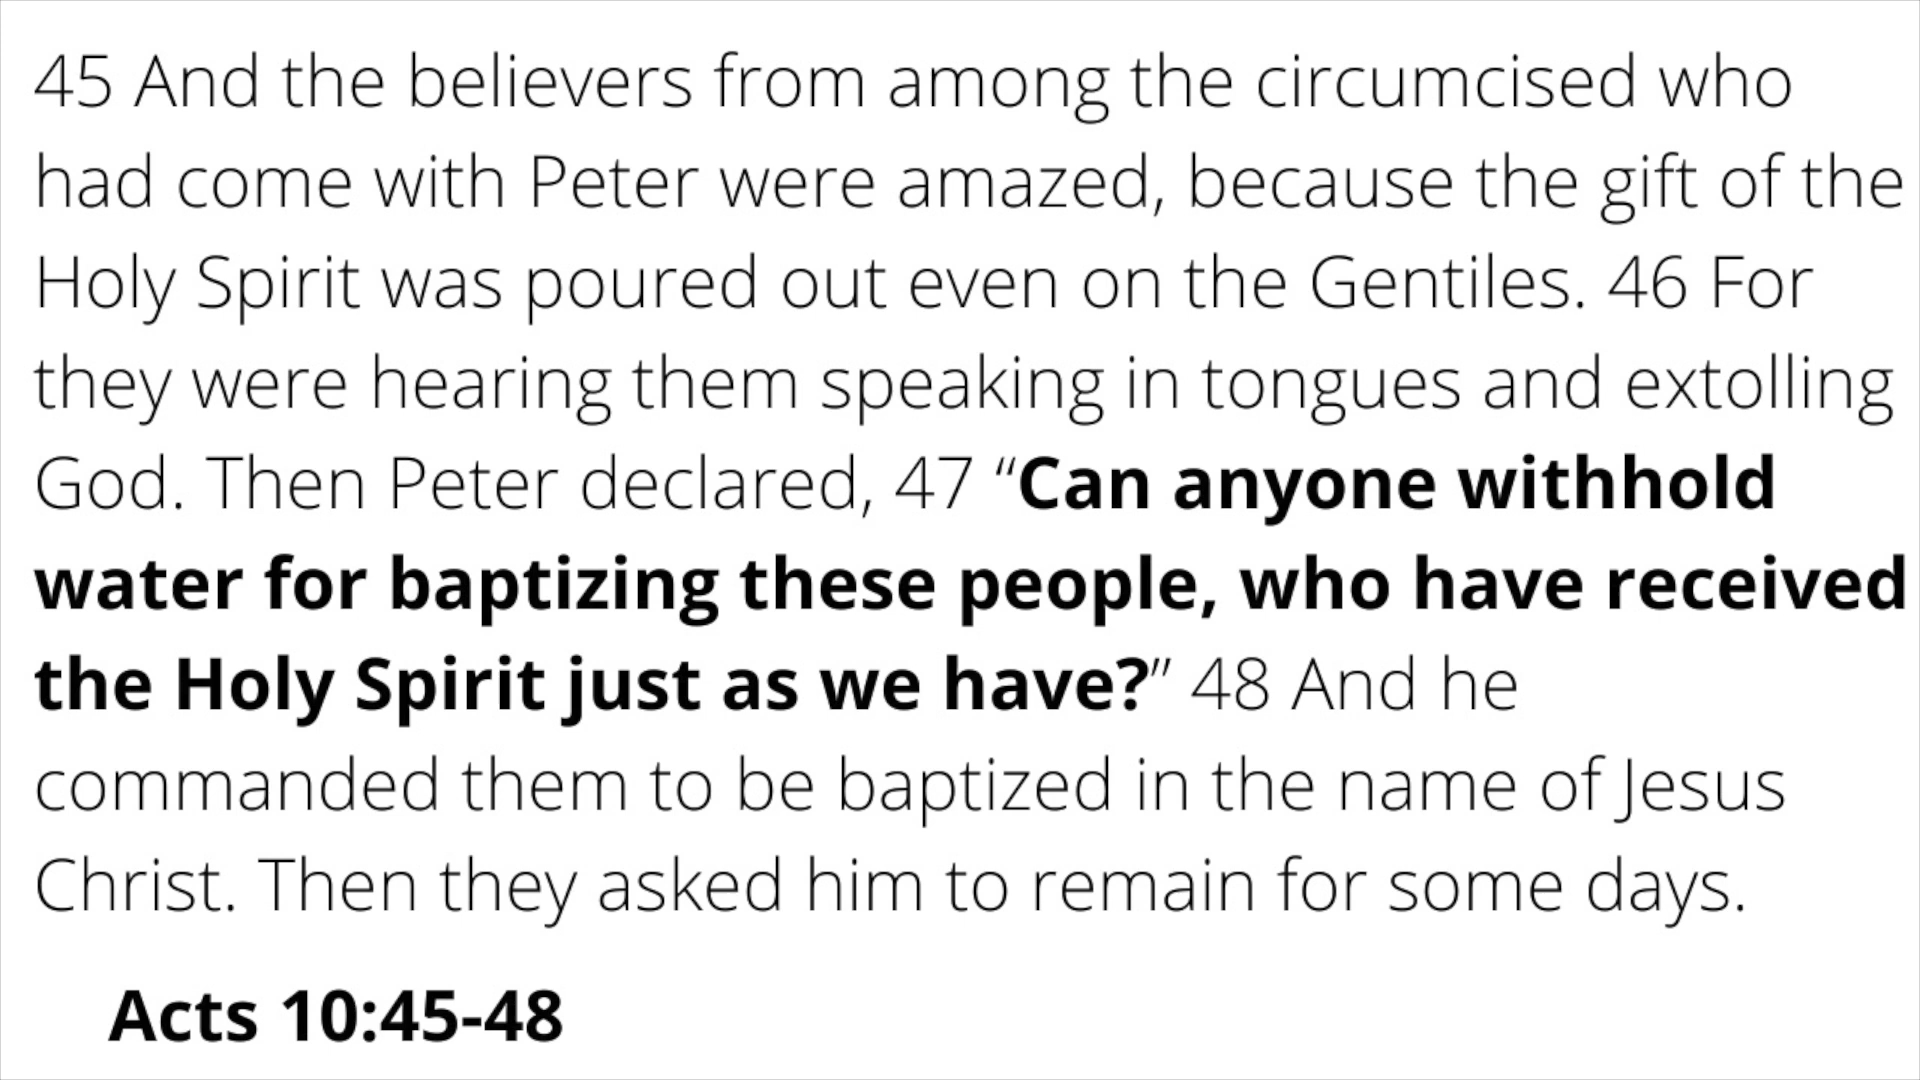 45 And the believers from among the circumcised who
had come with Peter were amazed, because the gift of the
Holy Spirit was poured out even on the Gentiles. 46 For
they were hearing them speaking in tongues and extolling
God. Then Peter declared, 47 “Can anyone withhold
water for baptizing these people, who have received
the Holy Spirit just as we have?” 48 And he
commanded them to be baptized in the name of Jesus
Christ. Then they asked him to remain for some days.
Acts 10:45-48